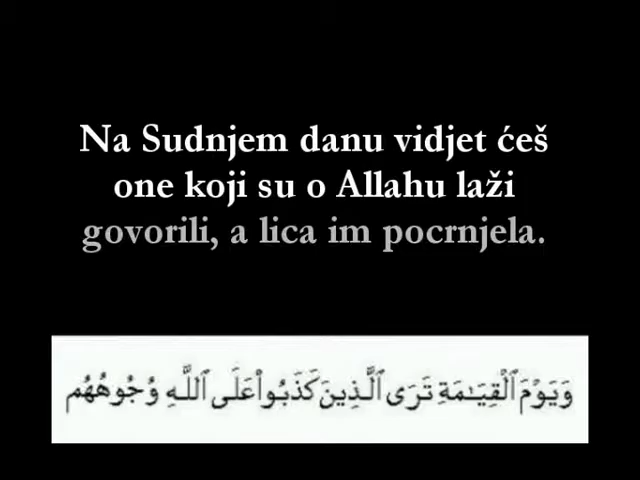 Na Sudnjem danu vidjet ćeš
one koji su o Allahu laži
govorili, a lica im pocrnjela.
وَيَوْمَ ٱلْقِيَـٰمَةِ تَرَى ٱلَّذِينَ كَذَبُوا۟ عَلَى ٱللَّهِ وُجُوهُهُم